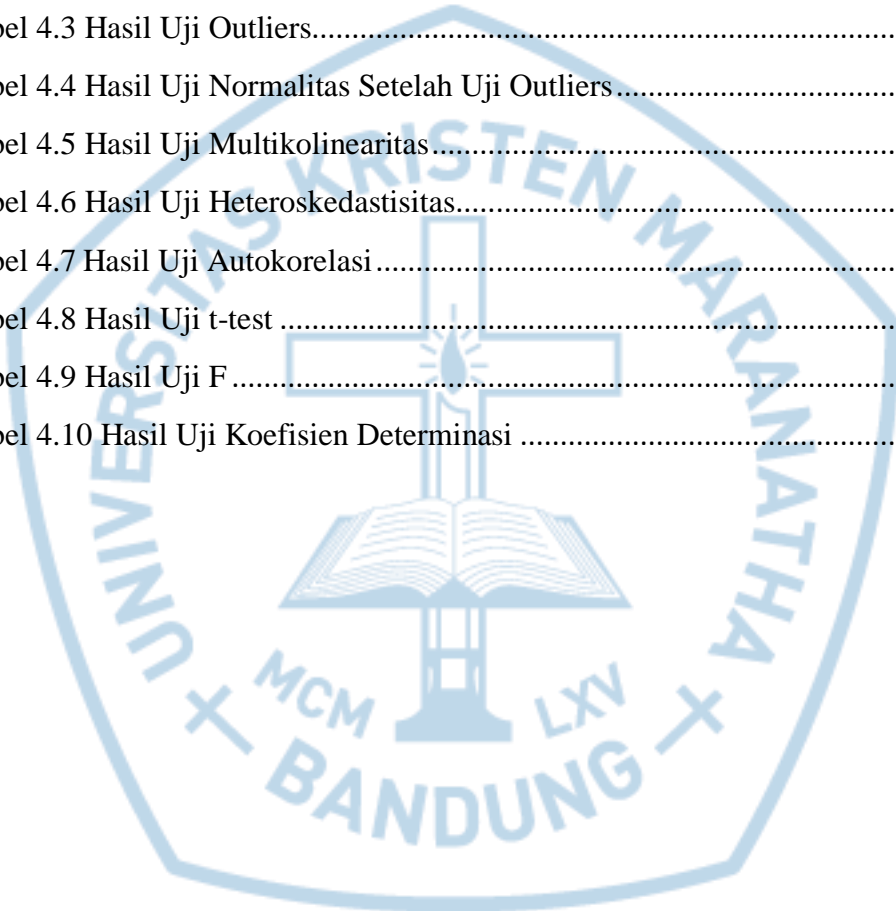 bel 4.3 Hasil Uji Outliers......................................................................
bel 4.4 Hasil Uji Normalitas Setelah Uji Outliers..................................
bel 4.5 Hasil Uji Multikolinearitas.........................................................
bel 4.6 Hasil Uji Heteroskedastisitas.....................................................
bel 4.7 Hasil Uji Autokorelasi...............................................................
bel 4.8 Hasil Uji t-test ..........................................................................
bel 4.9 Hasil Uji F ................................................................................
bel 4.10 Hasil Uji Koefisien Determinasi ..............................................
UNIVERSITAS KRISTEN MARANATHA
MCM LXV
BANDUNG